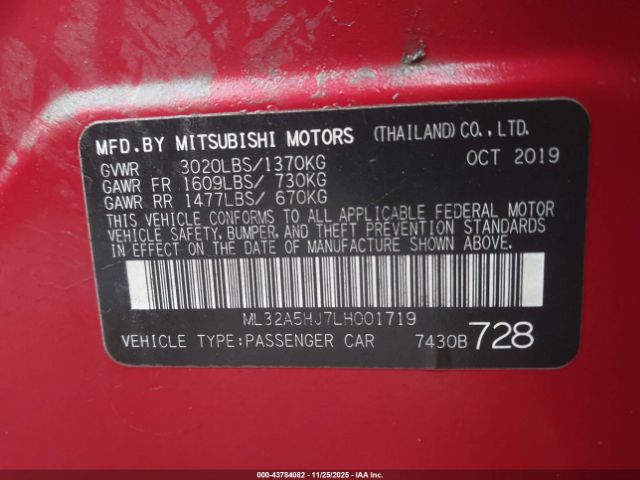 MFD.BY MITSUBISHI MOTORS (THAILAND) CO.,LTD.
GVWR 3020LBS/1370KG OCT 2019
GAWR FR 1609LBS/ 730KG
GAWR RR 1477LBS/ 670KG
THIS VEHICLE CONFORMS TO ALL APPLICABLE FEDERAL MOTOR
VEHICLE SAFETY, BUMPER, AND THEFT PREVENTION STANDARDS
IN EFFECT ON THE DATE OF MANUFACTURE SHOWN ABOVE.
ML32A5HJ7LH001719
VEHICLE TYPE:PASSENGER CAR 7430B 728
000-43784082 - 11/25/2025 - IAAI.COM